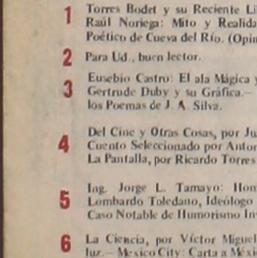 1 Torres Bodet y su Reciente Li
Raúl Noriega: Mito y Realida
Poético de Cueva del Río. (Opin
2 Para Ud., buen lector.
3 Eusebio Castro: El ala Mágica y
Gertrude Duby y su Gráfica.—
los Poemas de J. A. Silva.
4 Del Cine y Otras Cosas, por Ju
Cuento Seleccionado por Anton
La Pantalla, por Ricardo Torres
5 Ing. Jorge L. Tamayo: Hom
Lombardo Toledano, Ideólogo
Caso Notable de Humorismo In
6 La Ciencia, por Víctor Miguel
luz.— Mexico City: Carta a Méxi